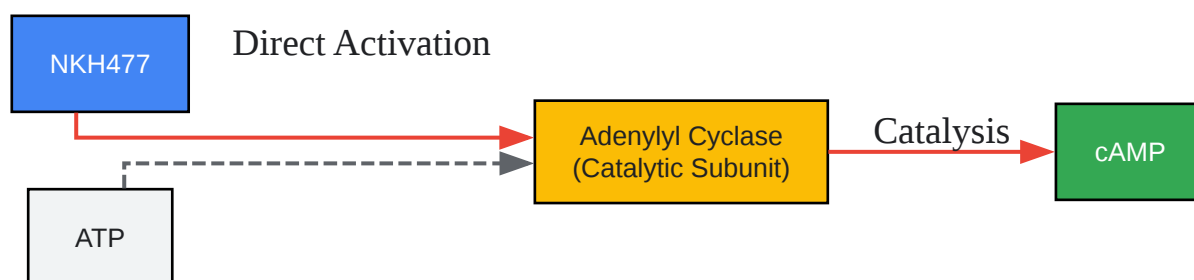 NKH477
Direct Activation
Adenylyl Cyclase
(Catalytic Subunit)
Catalysis
cAMP
ATP